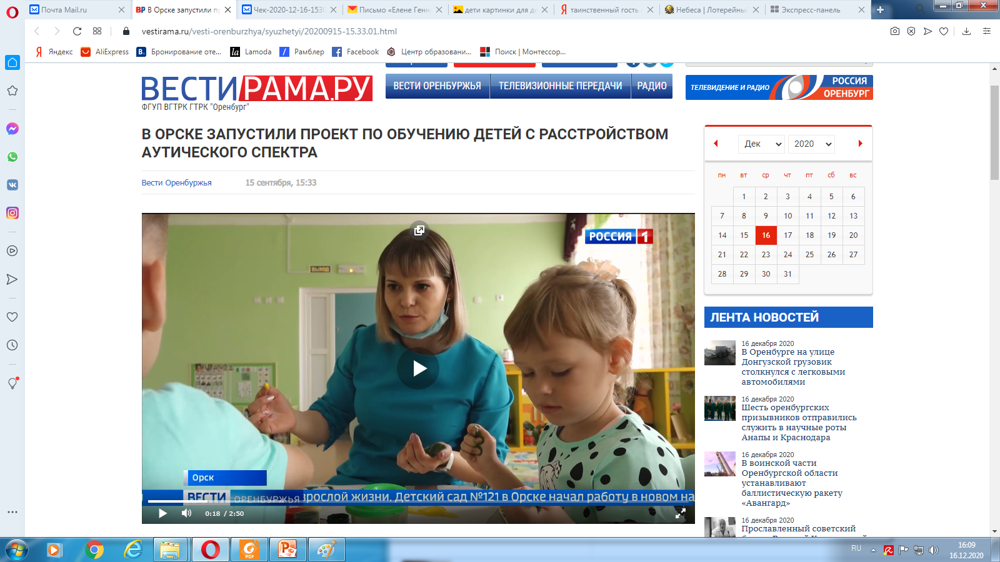 Почта Mail.ru
В Орске запустили п
Чек-2020-12-16-153
Письмо «Елене Генн
дети картинки для д
таинственный гость
Небеса | Лотерейны
Экспресс-панель
vestirama.ru/vesti-orenburzhya/syuzhetyi/20200915-15.33.01.html
Яндекс
AliExpress
Бронирование оте...
Lamoda
Рамблер
Facebook
Центр образовани...
Поиск | Монтессор...
ВЕСТИРАМА.РУ
ФГУП ВГТРК ГТРК "Оренбург"
ВЕСТИ ОРЕНБУРЖЬЯ
ТЕЛЕВИЗИОННЫЕ ПЕРЕДАЧИ
РАДИО
ТЕЛЕВИДЕНИЕ И РАДИО
РОССИЯ
ОРЕНБУРГ
В ОРСКЕ ЗАПУСТИЛИ ПРОЕКТ ПО ОБУЧЕНИЮ ДЕТЕЙ С РАССТРОЙСТВОМ
АУТИЧЕСКОГО СПЕКТРА
Вести Оренбуржья
15 сентября, 15:33
РОССИЯ 1
ВЫХОД
Орск
ВЕСТИ ОРЕНБУРЖЬЯ
зрослой жизни. Детский сад №121 в Орске начал работу в новом на
0:18 / 2:50
Дек
2020
пн вт ср чт пт сб вс
1 2 3 4 5 6
7 8 9 10 11 12 13
14 15 16 17 18 19 20
21 22 23 24 25 26 27
28 29 30 31
ЛЕНТА НОВОСТЕЙ
16 декабря 2020
В Оренбурге на улице
Донгузской грузовик
столкнулся с легковыми
автомобилями
16 декабря 2020
Шесть оренбургских
призывников отправились
служить в научные роты
Анапы и Краснодара
16 декабря 2020
В воинской части
Оренбургской области
устанавливают
баллистическую ракету
«Авангард»
16 декабря 2020
Прославленный советский
RU
16:09
16.12.2020